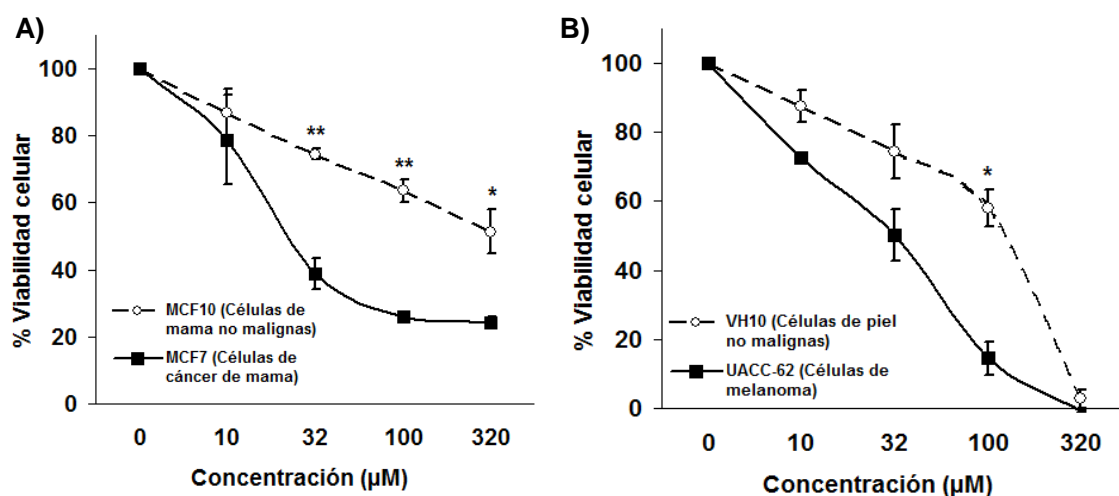 A)
% Viabilidad celular
100
80
60
40
20
0
**
**
*
MCF10 (Células de
mama no malignas)
MCF7 (Células de
cáncer de mama)
0 10 32 100 320
Concentración (µM)
B)
% Viabilidad celular
100
80
60
40
20
0
*
VH10 (Células de piel
no malignas)
UACC-62 (Células de
melanoma)
0 10 32 100 320
Concentración (µM)